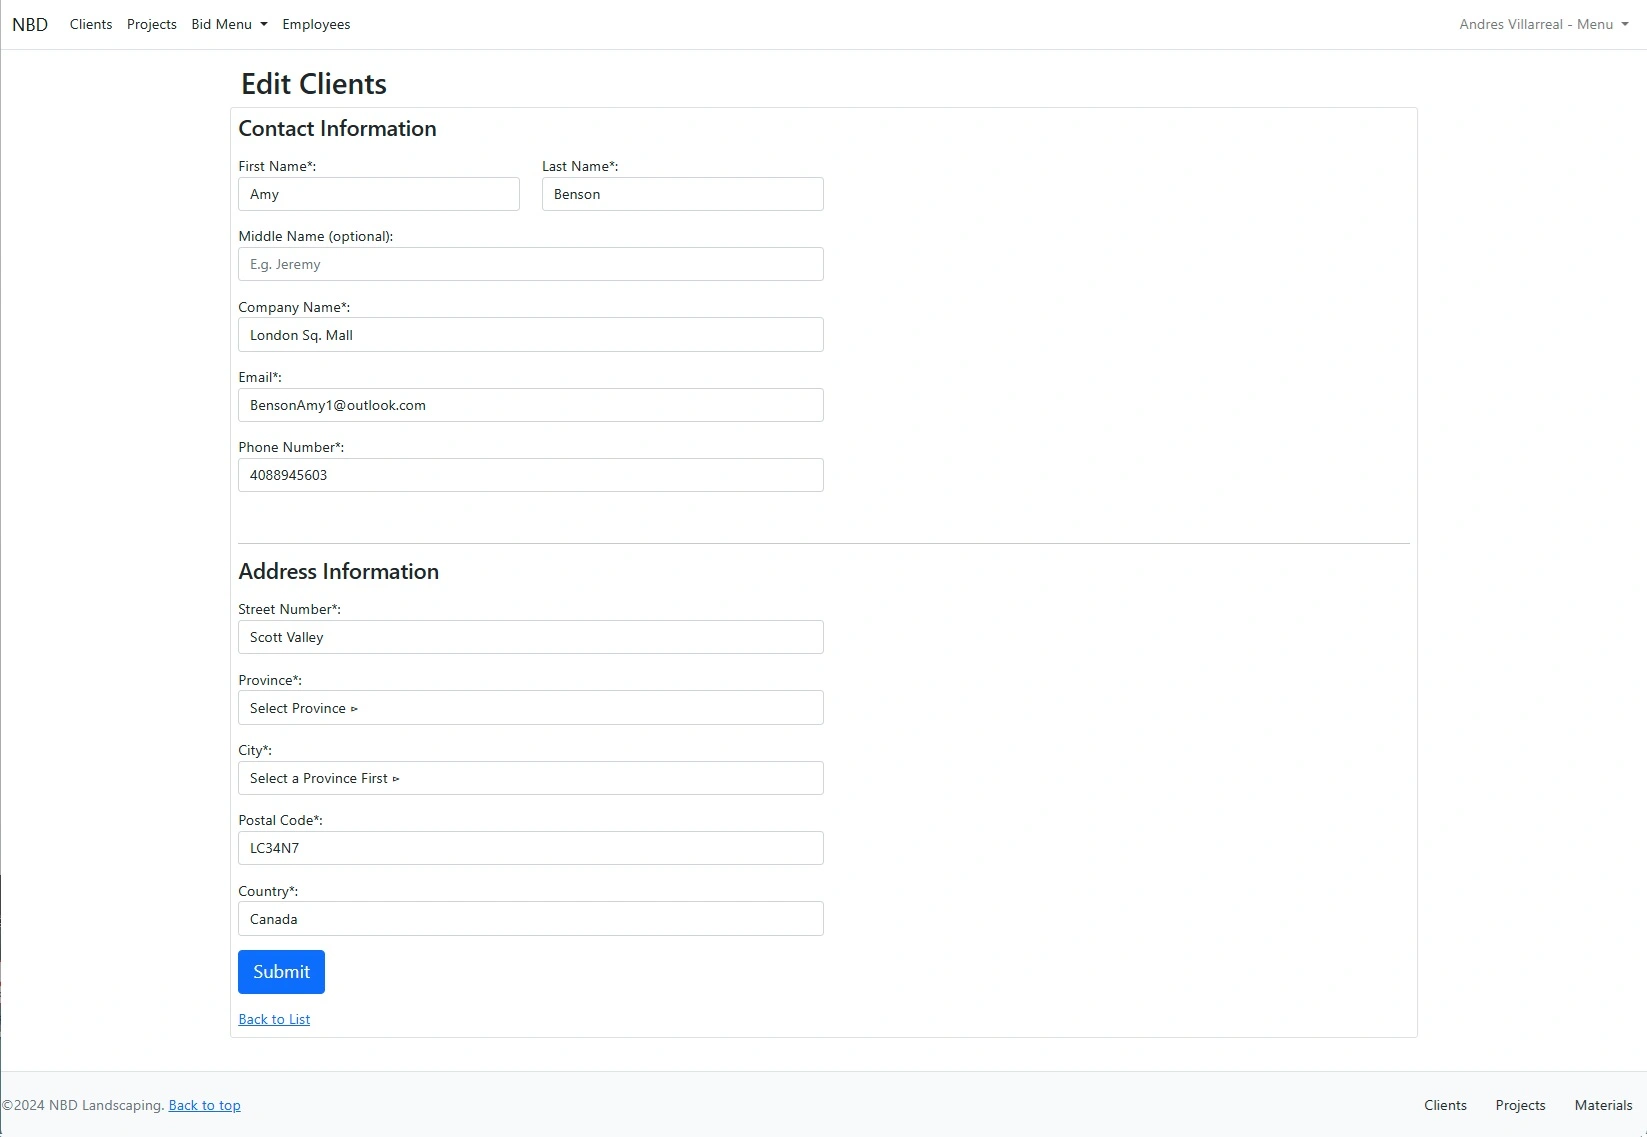 NBD Clients Projects Bid Menu Employees Andres Villarreal - Menu
Edit Clients
Contact Information
First Name*: Last Name*:
Amy Benson
Middle Name (optional):
E.g. Jeremy
Company Name*:
London Sq. Mall
Email*:
BensonAmy1@outlook.com
Phone Number*:
4088945603
Address Information
Street Number*:
Scott Valley
Province*:
Select Province ▹
City*:
Select a Province First ▹
Postal Code*:
LC34N7
Country*:
Canada
Submit
Back to List
©2024 NBD Landscaping. Back to top Clients Projects Materials